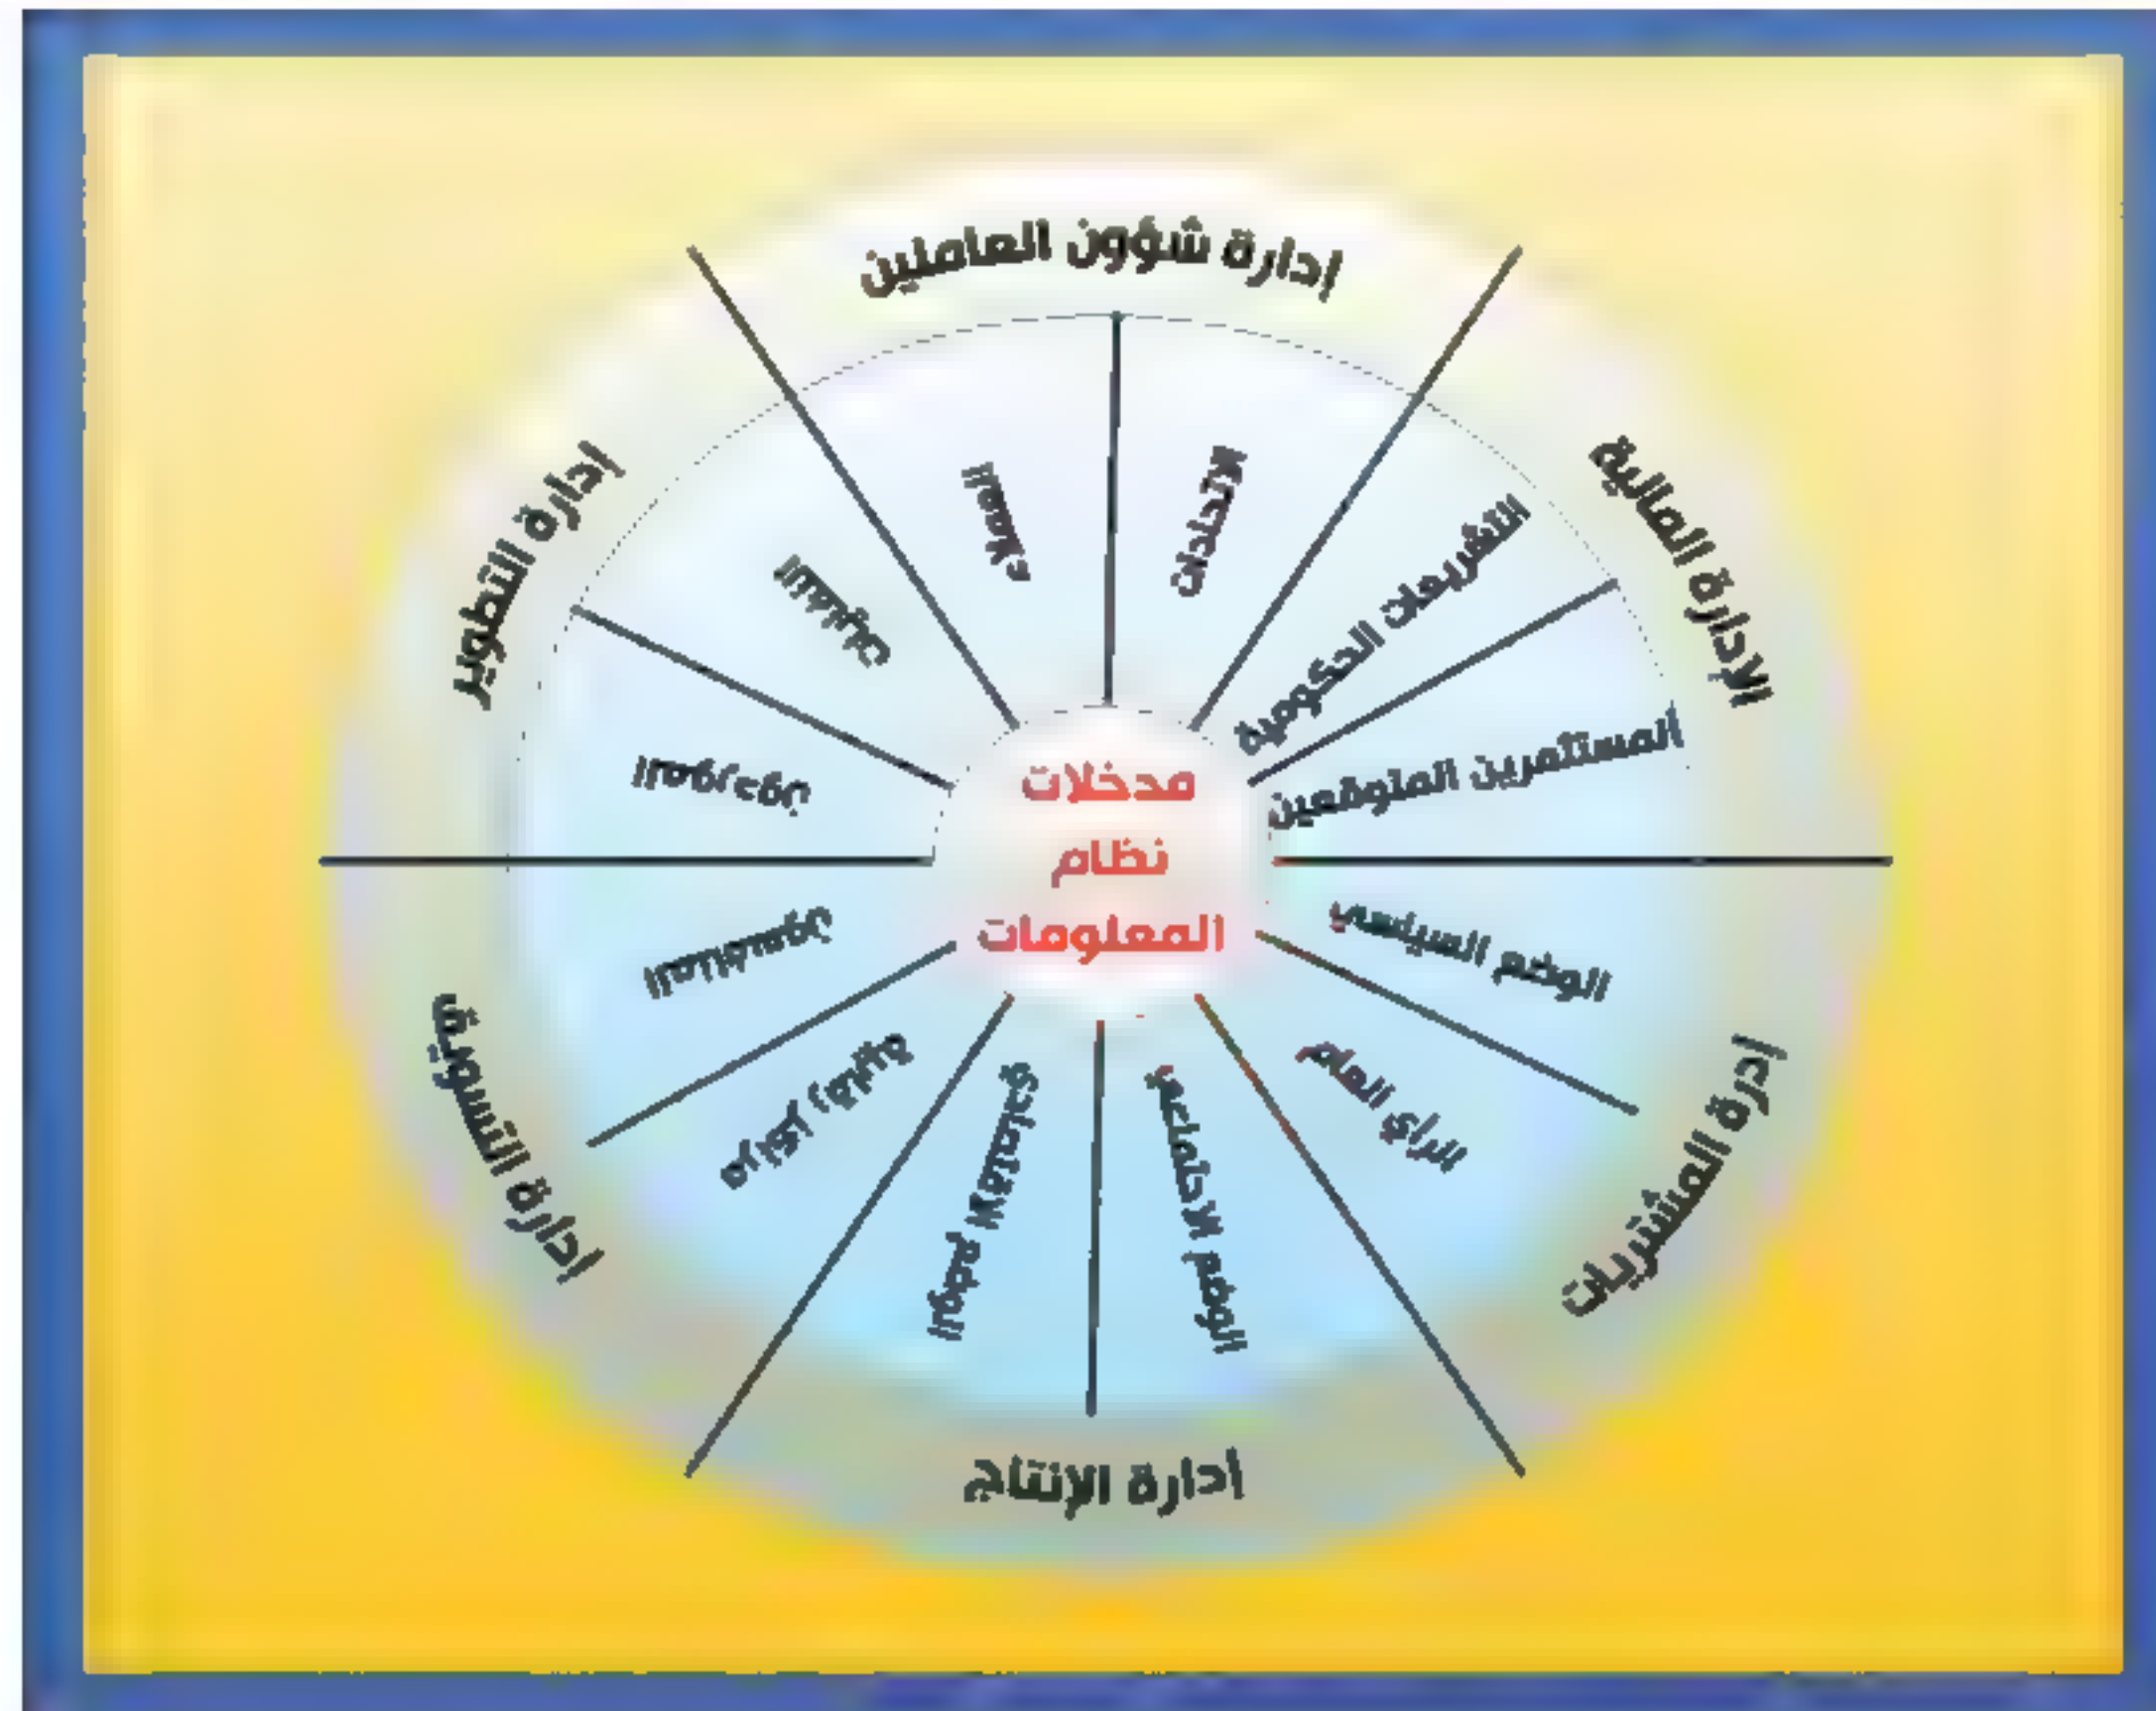 إدارة شؤون العاملين
الإدارة المالية
إدرة المشتريات
إدارة الإنتاج
إدارة التسويق
إدارة التطوير
الاتحادات
التشريعات الحكومية
المستثمرين المتوقعين
الوضع السياسي
الرأي العام
الوضع الاجتماعي
الوضع الاقتصادي
المنافسون
الموردون
العملاء
مدخلات
نظام
المعلومات